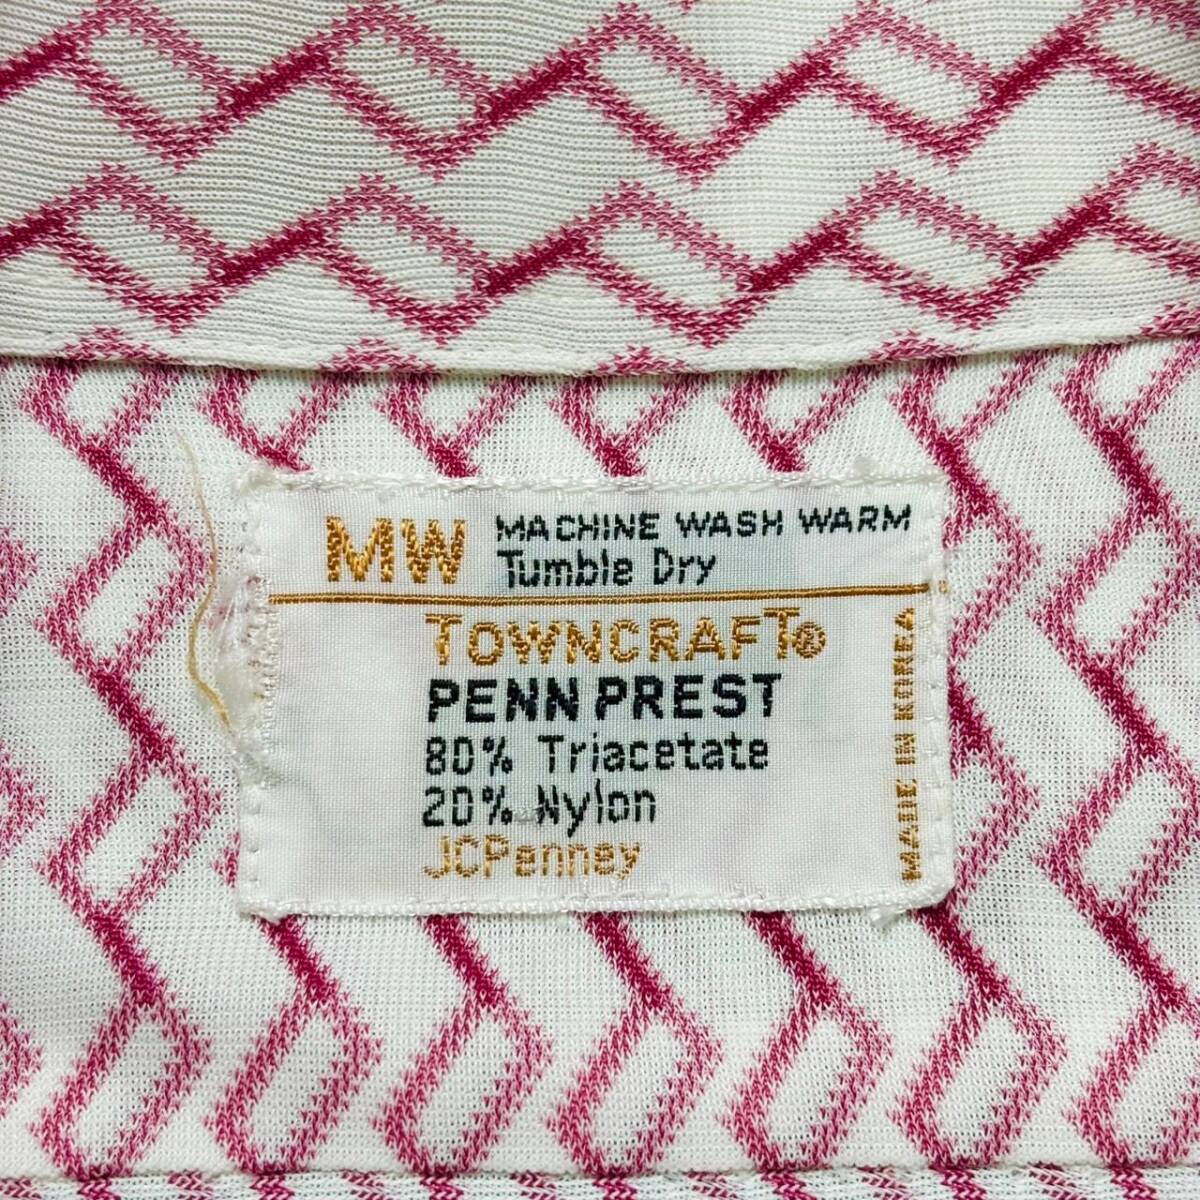 MW
MACHINE WASH WARM
Tumble Dry
TOWNCRAFT®
PENN PREST
80% Triacetate
20% Nylon
JCPenney
MADE IN KOREA